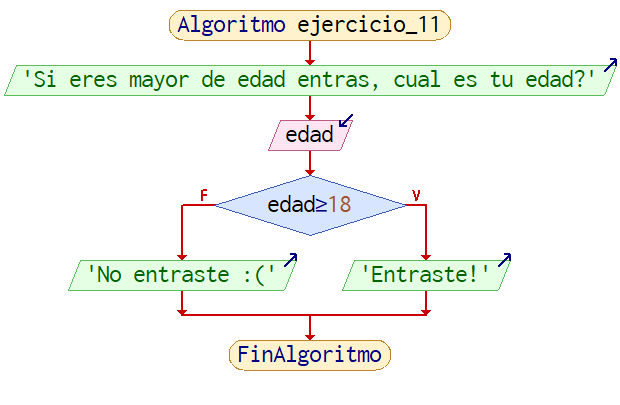 Algoritmo ejercicio_11
'Si eres mayor de edad entras, cual es tu edad?'
edad
edad≥18
F
V
'No entraste :('
'Entraste!'
FinAlgoritmo